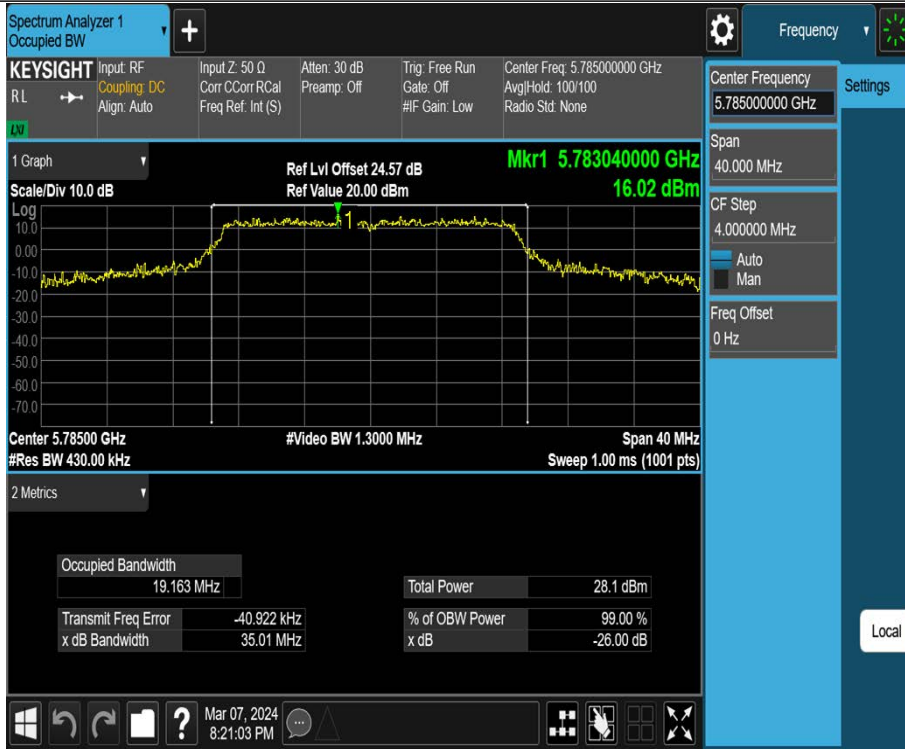 Spectrum Analyzer 1
Occupied BW
+
Frequency
KEYSIGHT
R L
LXI
Input: RF
Coupling: DC
Align: Auto
Input Z: 50 Ω
Corr CCorr RCal
Freq Ref: Int (S)
Atten: 30 dB
Preamp: Off
Trig: Free Run
Gate: Off
#IF Gain: Low
Center Freq: 5.785000000 GHz
Avg|Hold: 100/100
Radio Std: None
Center Frequency
5.785000000 GHz
Settings
Span
40.000 MHz
CF Step
4.000000 MHz
Auto
Man
Freq Offset
0 Hz
Local
1 Graph
Scale/Div 10.0 dB
Ref Lvl Offset 24.57 dB
Ref Value 20.00 dBm
Mkr1 5.783040000 GHz
16.02 dBm
Log
10.0
0.00
-10.0
-20.0
-30.0
-40.0
-50.0
-60.0
-70.0
1
Center 5.78500 GHz
#Video BW 1.3000 MHz
Span 40 MHz
#Res BW 430.00 kHz
Sweep 1.00 ms (1001 pts)
2 Metrics
Occupied Bandwidth
19.163 MHz
Total Power 28.1 dBm
Transmit Freq Error -40.922 kHz
% of OBW Power 99.00 %
x dB Bandwidth 35.01 MHz
x dB -26.00 dB
?
Mar 07, 2024
8:21:03 PM